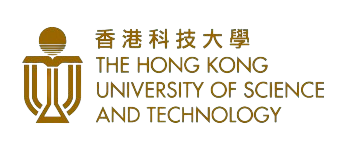 香港科技大學
THE HONG KONG
UNIVERSITY OF SCIENCE
AND TECHNOLOGY